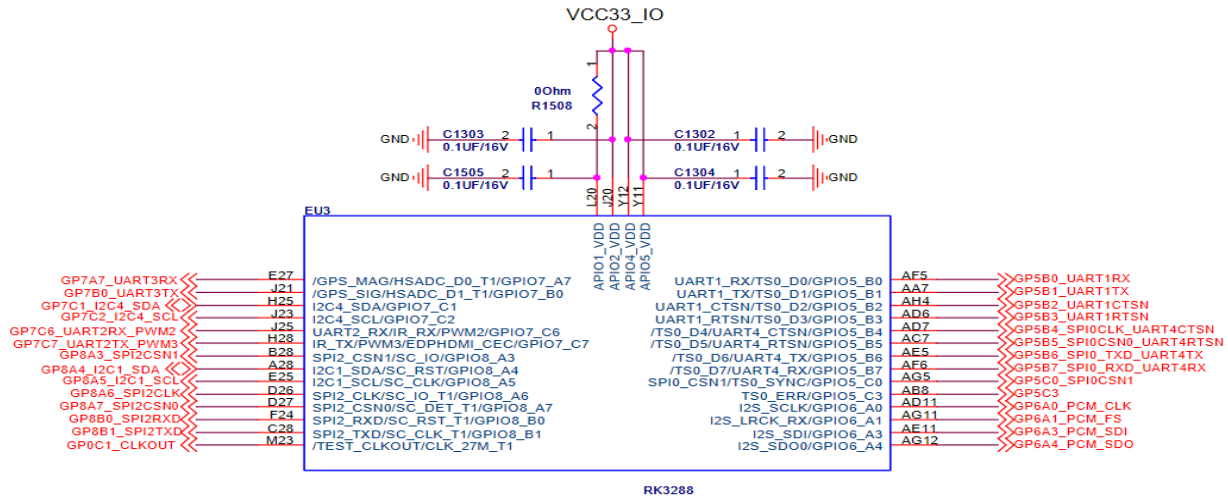 VCC33_IO
1
0Ohm
R1508
2
GND
C1303
0.1UF/16V
2
1
C1302
0.1UF/16V
1
2
GND
GND
C1505
0.1UF/16V
2
1
C1304
0.1UF/16V
1
2
GND
L20
J20
Y12
Y11
EU3
APIO1_VDD
APIO2_VDD
APIO4_VDD
APIO5_VDD
GP7A7_UART3RX E27 /GPS_MAG/HSADC_D0_T1/GPIO7_A7
GP7B0_UART3TX J21 /GPS_SIG/HSADC_D1_T1/GPIO7_B0
GP7C1_I2C4_SDA H25 I2C4_SDA/GPIO7_C1
GP7C2_I2C4_SCL J23 I2C4_SCL/GPIO7_C2
GP7C6_UART2RX_PWM2 J25 UART2_RX/IR_RX/PWM2/GPIO7_C6
GP7C7_UART2TX_PWM3 H28 IR_TX/PWM3/EDPHDMI_CEC/GPIO7_C7
GP8A3_SPI2CSN1 B28 SPI2_CSN1/SC_IO/GPIO8_A3
GP8A4_I2C1_SDA A28 I2C1_SDA/SC_RST/GPIO8_A4
GP8A5_I2C1_SCL E25 I2C1_SCL/SC_CLK/GPIO8_A5
GP8A6_SPI2CLK D26 SPI2_CLK/SC_IO_T1/GPIO8_A6
GP8A7_SPI2CSN0 D27 SPI2_CSN0/SC_DET_T1/GPIO8_A7
GP8B0_SPI2RXD F24 SPI2_RXD/SC_RST_T1/GPIO8_B0
GP8B1_SPI2TXD C28 SPI2_TXD/SC_CLK_T1/GPIO8_B1
GP0C1_CLKOUT M23 /TEST_CLKOUT/CLK_27M_T1
UART1_RX/TS0_D0/GPIO5_B0 AF5 GP5B0_UART1RX
UART1_TX/TS0_D1/GPIO5_B1 AA7 GP5B1_UART1TX
UART1_CTSN/TS0_D2/GPIO5_B2 AH4 GP5B2_UART1CTSN
UART1_RTSN/TS0_D3/GPIO5_B3 AD6 GP5B3_UART1RTSN
/TS0_D4/UART4_CTSN/GPIO5_B4 AD7 GP5B4_SPI0CLK_UART4CTSN
/TS0_D5/UART4_RTSN/GPIO5_B5 AC7 GP5B5_SPI0CSN0_UART4RTSN
/TS0_D6/UART4_TX/GPIO5_B6 AE5 GP5B6_SPI0_TXD_UART4TX
/TS0_D7/UART4_RX/GPIO5_B7 AF6 GP5B7_SPI0_RXD_UART4RX
SPI0_CSN1/TS0_SYNC/GPIO5_C0 AG5 GP5C0_SPI0CSN1
TS0_ERR/GPIO5_C3 AB8 GP5C3
I2S_SCLK/GPIO6_A0 AD11 GP6A0_PCM_CLK
I2S_LRCK_RX/GPIO6_A1 AG11 GP6A1_PCM_FS
I2S_SDI/GPIO6_A3 AE11 GP6A3_PCM_SDI
I2S_SDO0/GPIO6_A4 AG12 GP6A4_PCM_SDO
RK3288